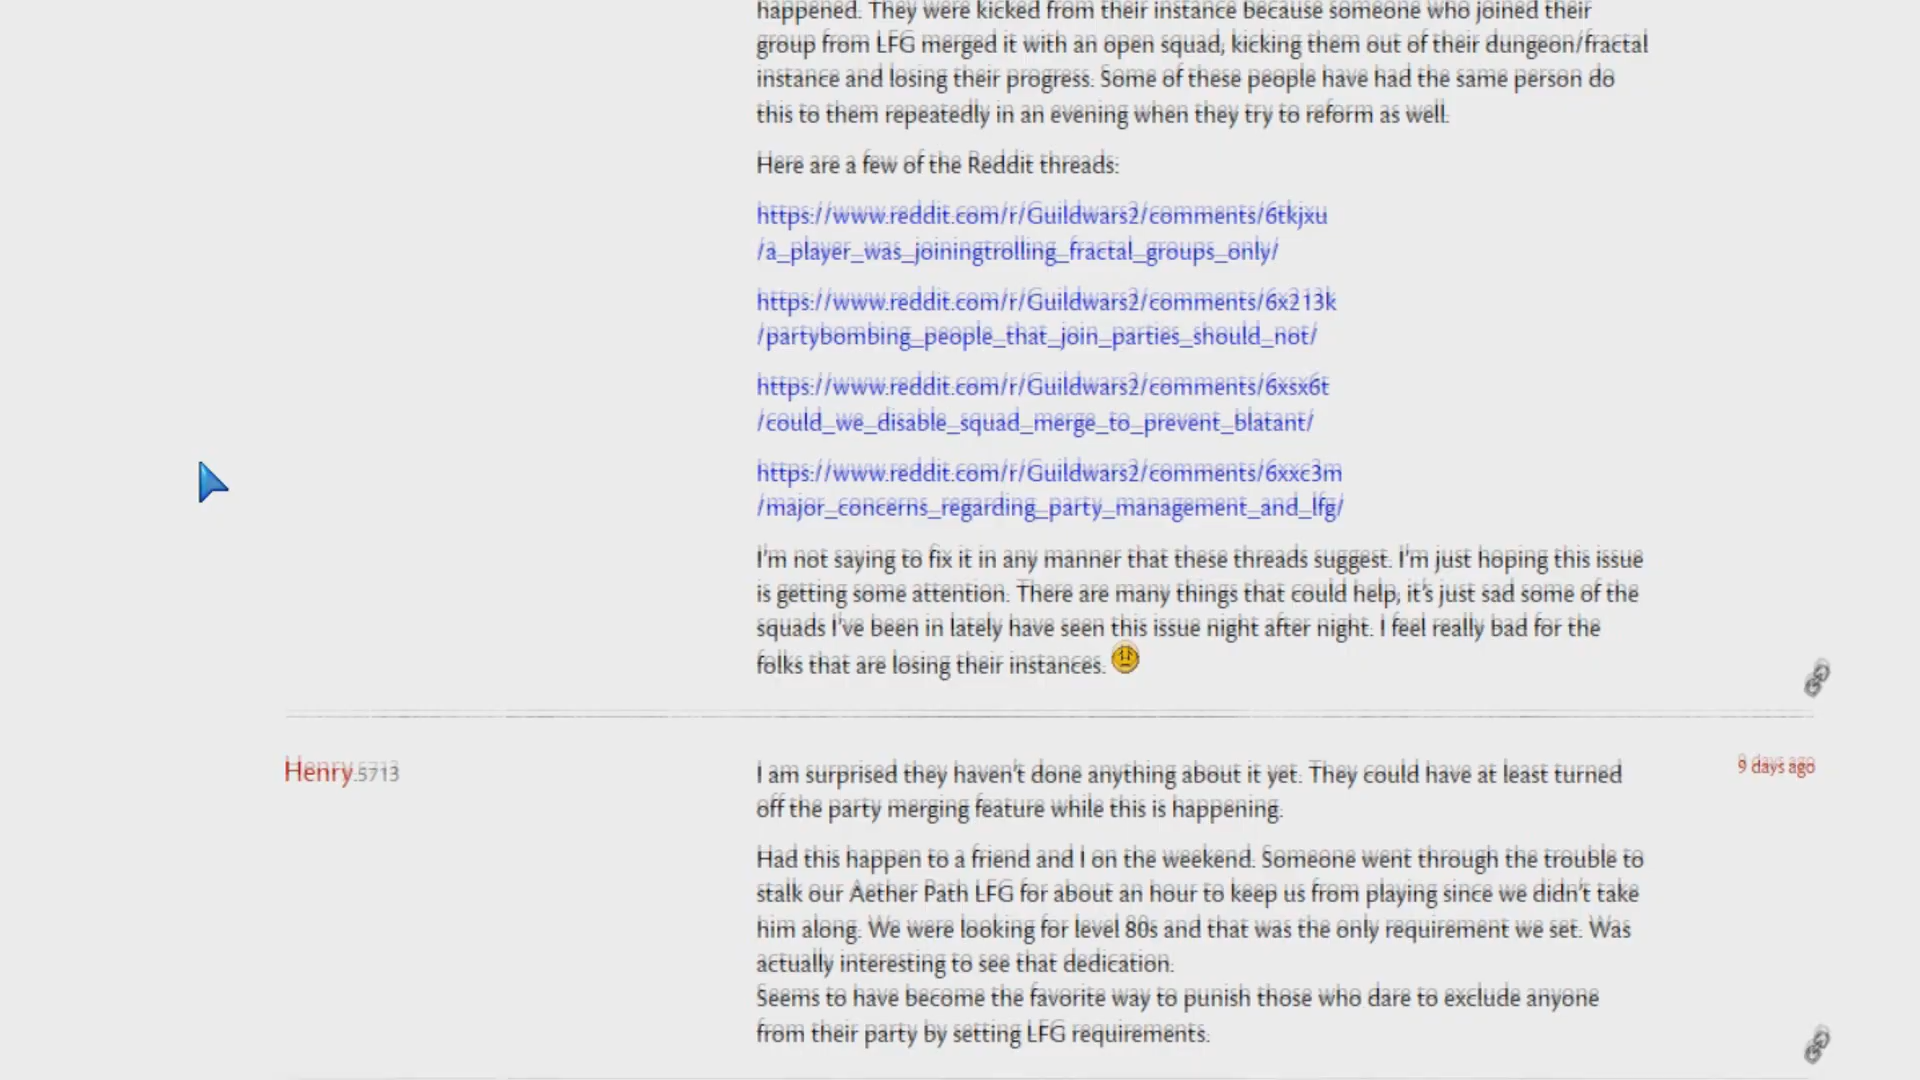 happened. They were kicked from their instance because someone who joined their
group from LFG merged it with an open squad, kicking them out of their dungeon/fractal
instance and losing their progress. Some of these people have had the same person do
this to them repeatedly in an evening when they try to reform as well.
Here are a few of the Reddit threads:
https://www.reddit.com/r/Guildwars2/comments/6tkjxu
/a_player_was_joiningtrolling_fractal_groups_only/
https://www.reddit.com/r/Guildwars2/comments/6x213k
/partybombing_people_that_join_parties_should_not/
https://www.reddit.com/r/Guildwars2/comments/6xsx6t
/could_we_disable_squad_merge_to_prevent_blatant/
https://www.reddit.com/r/Guildwars2/comments/6xxc3m
/major_concerns_regarding_party_management_and_lfg/
I'm not saying to fix it in any manner that these threads suggest. I'm just hoping this issue
is getting some attention. There are many things that could help, it's just sad some of the
squads I've been in lately have seen this issue night after night. I feel really bad for the
folks that are losing their instances.
Henry.5713
9 days ago
I am surprised they haven't done anything about it yet. They could have at least turned
off the party merging feature while this is happening.
Had this happen to a friend and I on the weekend. Someone went through the trouble to
stalk our Aether Path LFG for about an hour to keep us from playing since we didn't take
him along. We were looking for level 80s and that was the only requirement we set. Was
actually interesting to see that dedication.
Seems to have become the favorite way to punish those who dare to exclude anyone
from their party by setting LFG requirements.